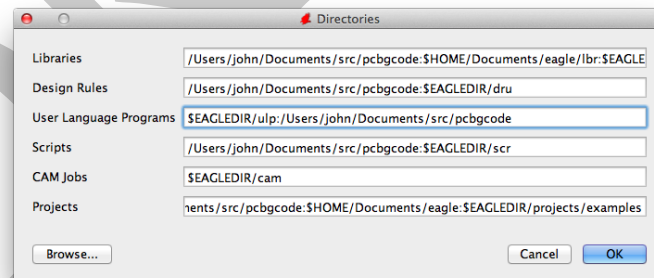 Directories
Libraries /Users/john/Documents/src/pcbgcode:$HOME/Documents/eagle/lbr:$EAGLE
Design Rules /Users/john/Documents/src/pcbgcode:$EAGLEDIR/dru
User Language Programs $EAGLEDIR/ulp:/Users/john/Documents/src/pcbgcode
Scripts /Users/john/Documents/src/pcbgcode:$EAGLEDIR/scr
CAM Jobs $EAGLEDIR/cam
Projects nents/src/pcbgcode:$HOME/Documents/eagle:$EAGLEDIR/projects/examples
Browse... Cancel OK